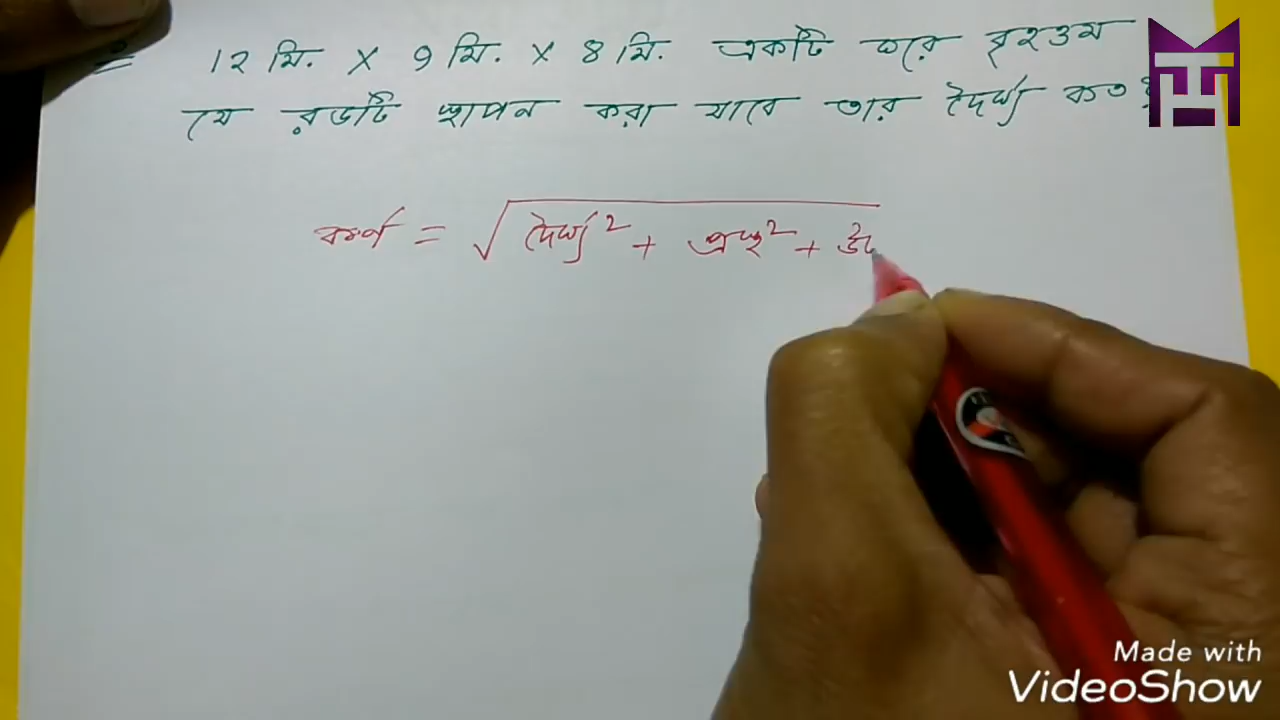 ১২ মি. X ৯ মি. X ৪ মি. একটি ঘরে বৃহত্তম
যে রডটি স্থাপন করা যাবে তার দৈর্ঘ্য কত?
কর্ণ = √দৈর্ঘ্য² + প্রস্থ² + উ
Made with
VideoShow